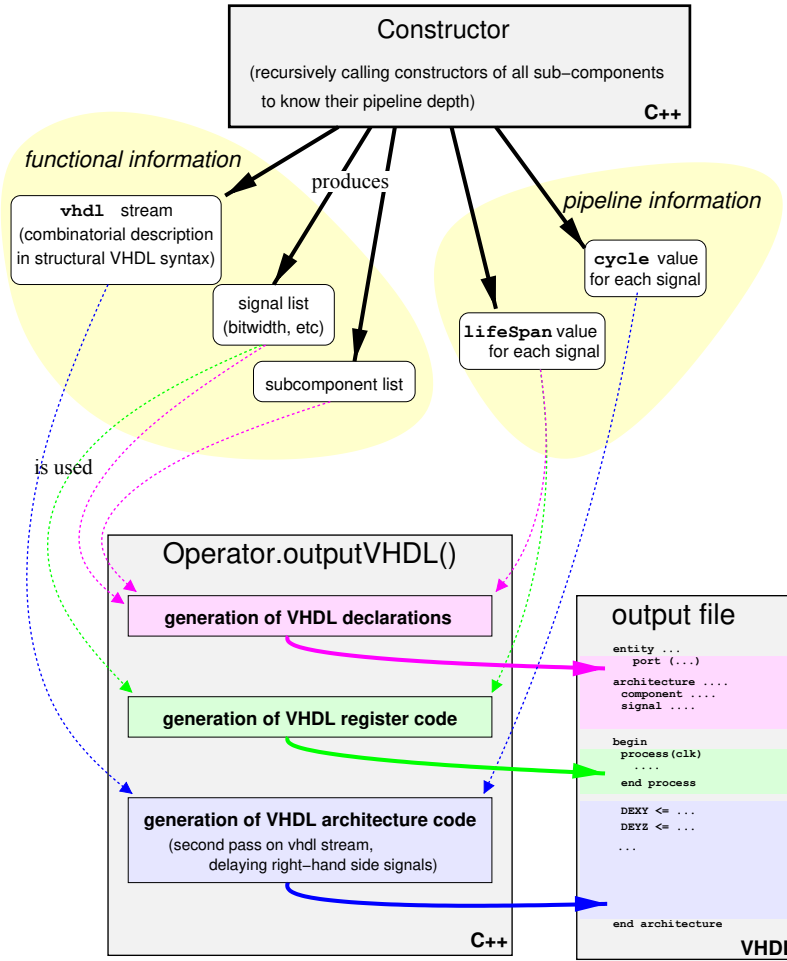 Constructor
(recursively calling constructors of all sub−components
to know their pipeline depth)
C++
functional information
produces
pipeline information
vhdl stream
(combinatorial description
in structural VHDL syntax)
cycle value
for each signal
signal list
(bitwidth, etc)
lifeSpan value
for each signal
subcomponent list
is used
Operator.outputVHDL()
generation of VHDL declarations
generation of VHDL register code
generation of VHDL architecture code
(second pass on vhdl stream,
delaying right−hand side signals)
C++
output file
entity ...
port (...)
architecture ....
component ....
signal ....
begin
process(clk)
....
end process
DEXY <= ...
DEYZ <= ...
...
end architecture
VHDL